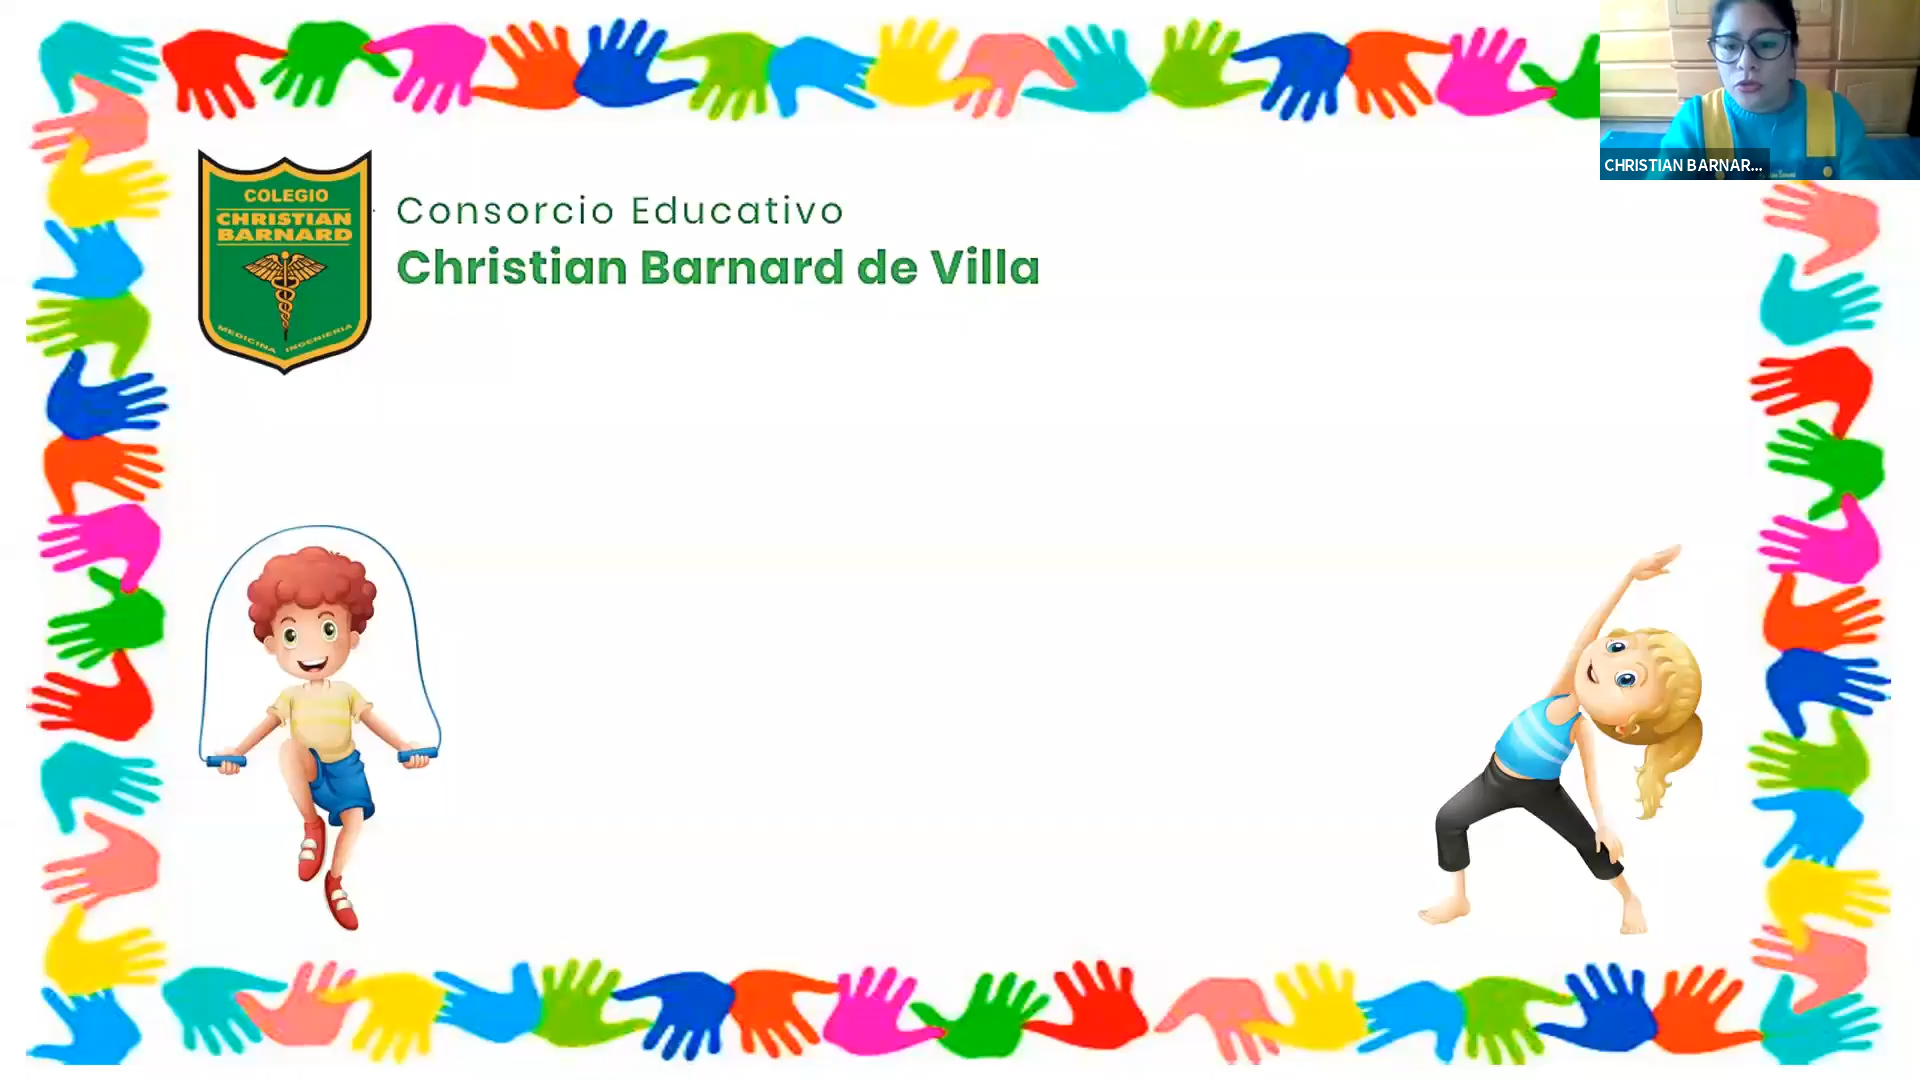 COLEGIO
CHRISTIAN
BARNARD
MEDICINA INGENIERIA
Consorcio Educativo
Christian Barnard de Villa
CHRISTIAN BARNAR...